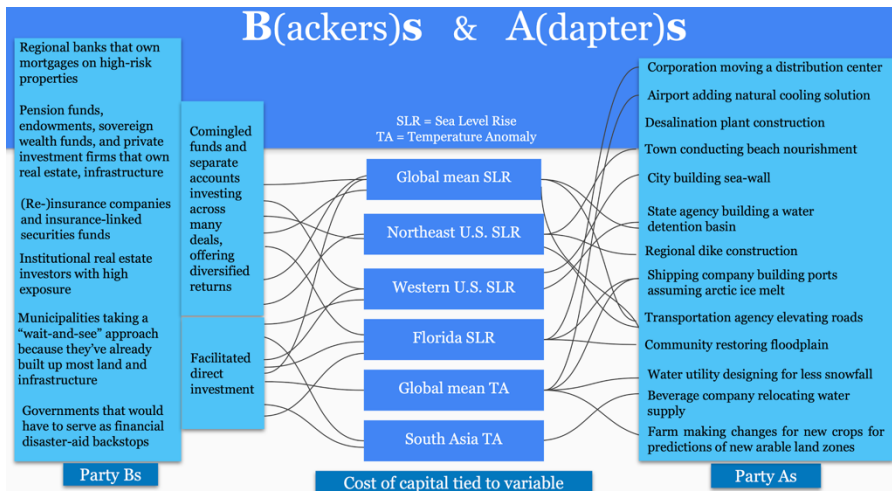 B(ackers)s & A(dapter)s
Regional banks that own
mortgages on high-risk
properties
Pension funds,
endowments, sovereign
wealth funds, and private
investment firms that own
real estate, infrastructure
(Re-)insurance companies
and insurance-linked
securities funds
Institutional real estate
investors with high
exposure
Municipalities taking a
“wait-and-see” approach
because they’ve already
built up most land and
infrastructure
Governments that would
have to serve as financial
disaster-aid backstops
Party Bs
Comingled
funds and
separate
accounts
investing
across
many
deals,
offering
diversified
returns
Facilitated
direct
investment
SLR = Sea Level Rise
TA = Temperature Anomaly
Global mean SLR
Northeast U.S. SLR
Western U.S. SLR
Florida SLR
Global mean TA
South Asia TA
Cost of capital tied to variable
Corporation moving a distribution center
Airport adding natural cooling solution
Desalination plant construction
Town conducting beach nourishment
City building sea-wall
State agency building a water
detention basin
Regional dike construction
Shipping company building ports
assuming arctic ice melt
Transportation agency elevating roads
Community restoring floodplain
Water utility designing for less snowfall
Beverage company relocating water
supply
Farm making changes for new crops for
predictions of new arable land zones
Party As